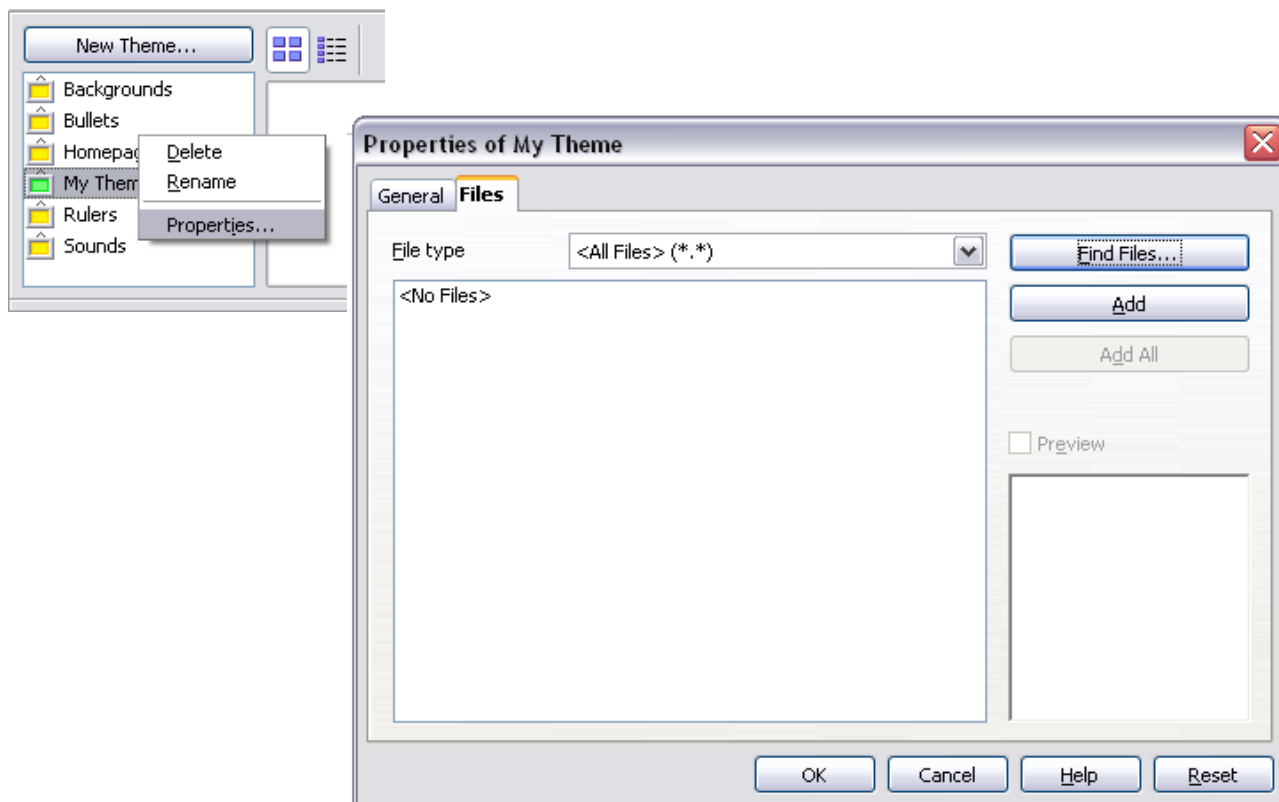 New Theme...
Backgrounds
Bullets
Homepag
My Them
Rulers
Sounds
Delete
Rename
Properties...
Properties of My Theme
General Files
File type <All Files> (*.*) Find Files...
<No Files>
Add
Add All
Preview
OK Cancel Help Reset